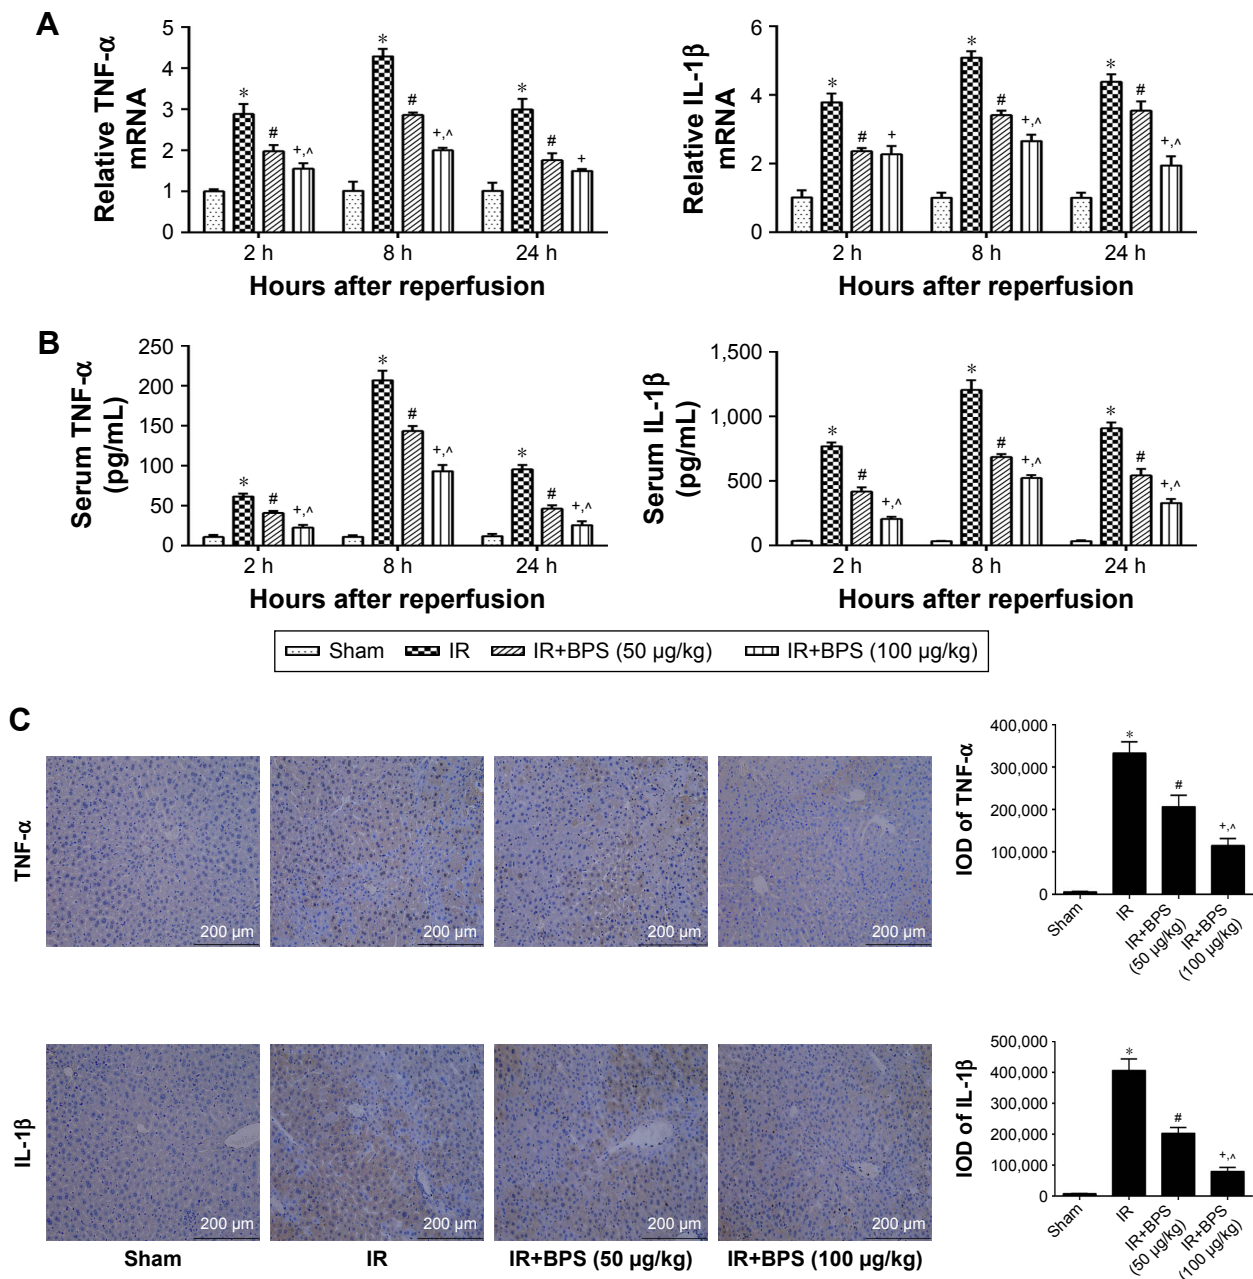 A
Relative TNF-α
mRNA
5
4
3
2
1
0
*
#
+,^
*
#
+,^
*
#
+
2 h
8 h
24 h
Hours after reperfusion
Relative IL-1β
mRNA
6
4
2
0
*
#
+
*
#
+,^
*
#
+,^
2 h
8 h
24 h
Hours after reperfusion
B
Serum TNF-α
(pg/mL)
250
200
150
100
50
0
*
#
+,^
*
#
+,^
*
#
+,^
2 h
8 h
24 h
Hours after reperfusion
Serum IL-1β
(pg/mL)
1,500
1,000
500
0
*
#
+,^
*
#
+,^
*
#
+,^
2 h
8 h
24 h
Hours after reperfusion
Sham IR IR+BPS (50 μg/kg) IR+BPS (100 μg/kg)
C
TNF-α
200 μm
200 μm
200 μm
200 μm
IOD of TNF-α
400,000
300,000
200,000
100,000
0
*
#
+,^
Sham
IR
IR+BPS
(50 μg/kg)
IR+BPS
(100 μg/kg)
IL-1β
200 μm
200 μm
200 μm
200 μm
Sham
IR
IR+BPS (50 μg/kg)
IR+BPS (100 μg/kg)
IOD of IL-1β
500,000
400,000
300,000
200,000
100,000
0
*
#
+,^
Sham
IR
IR+BPS
(50 μg/kg)
IR+BPS
(100 μg/kg)